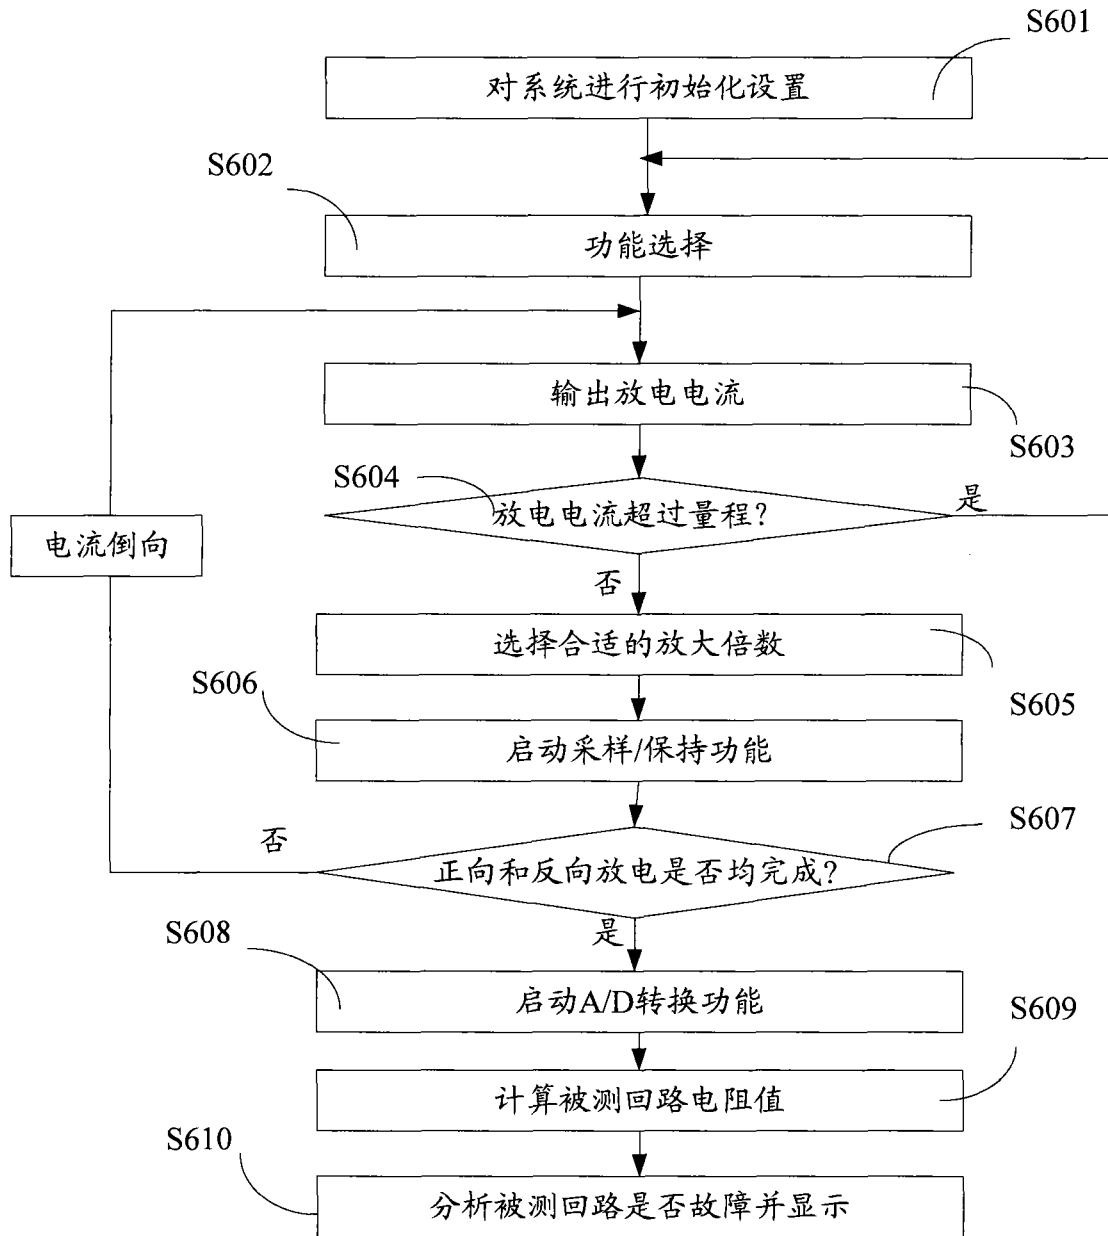 S601
对系统进行初始化设置
S602
功能选择
输出放电电流
S603
S604
放电电流超过量程?
是
电流倒向
否
选择合适的放大倍数
S605
S606
启动采样/保持功能
S607
否
正向和反向放电是否均完成?
是
S608
启动A/D转换功能
S609
计算被测回路电阻值
S610
分析被测回路是否故障并显示